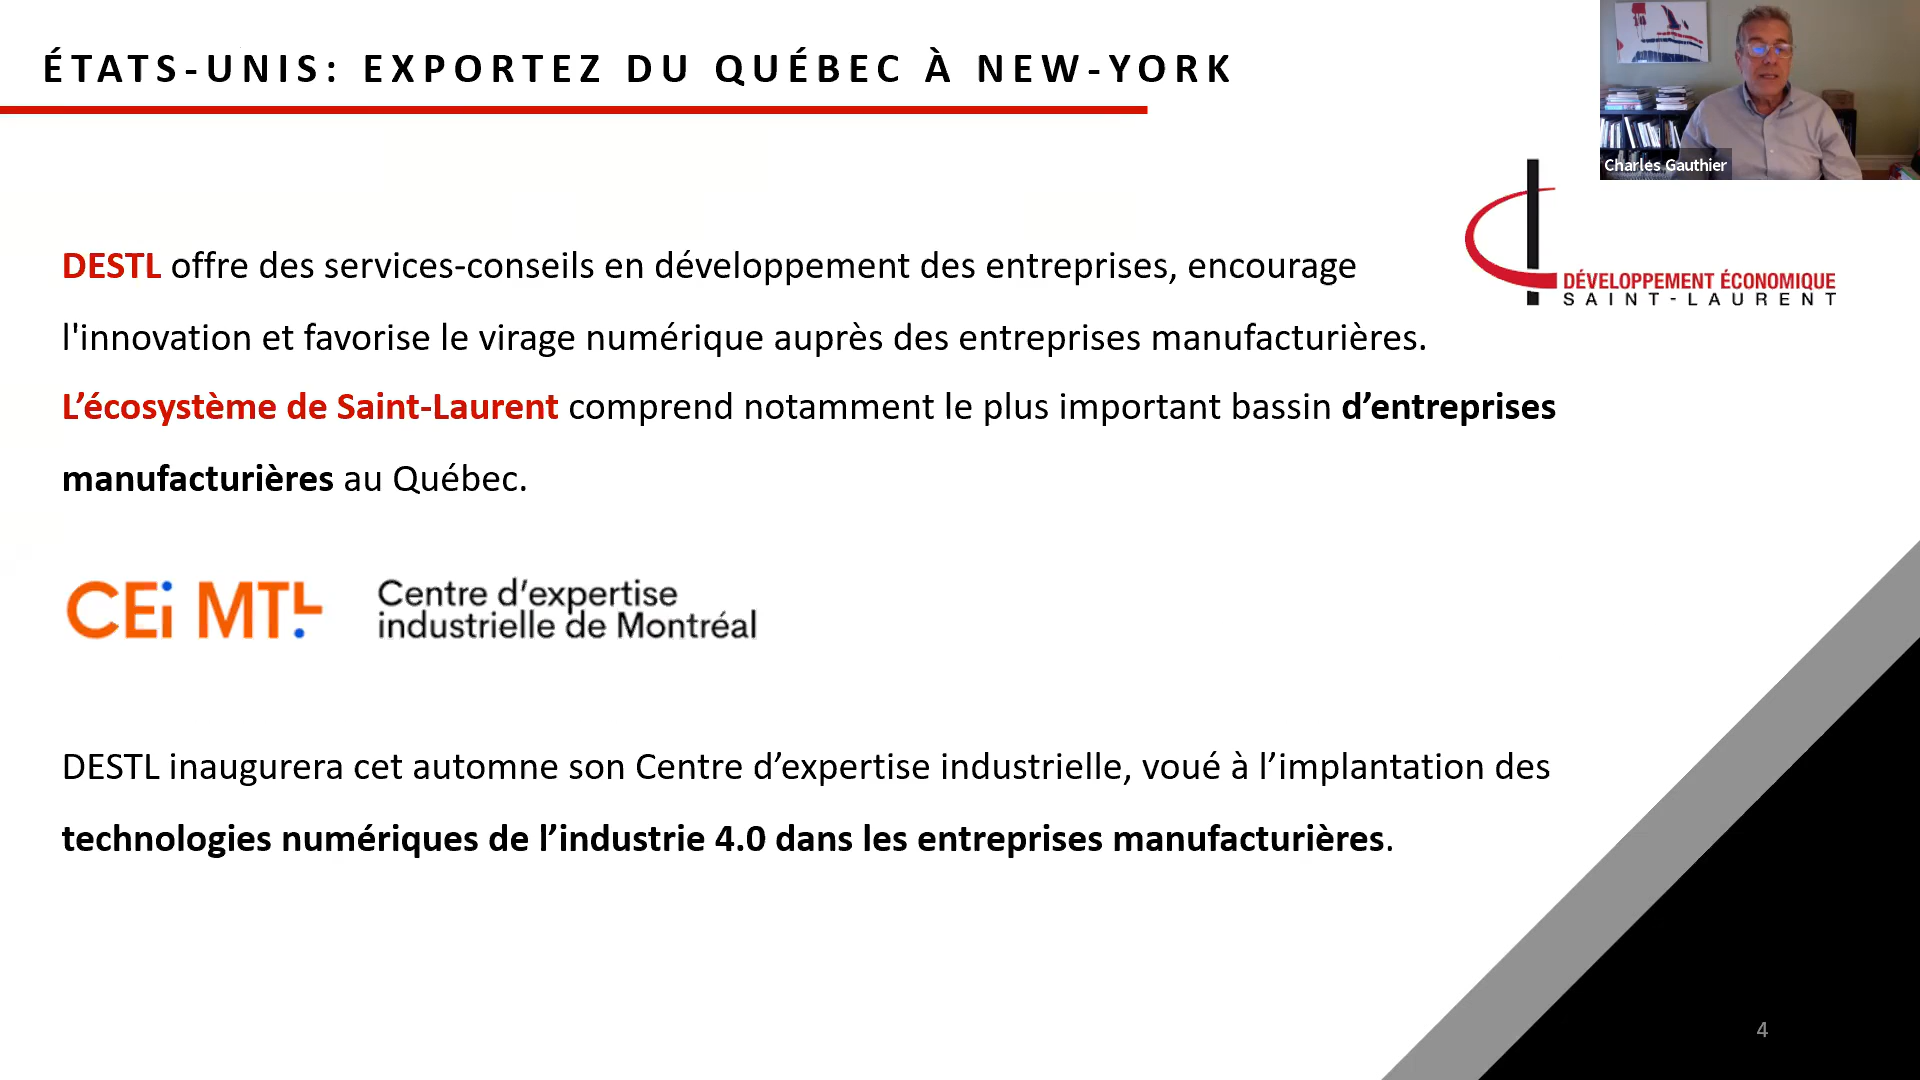 ÉTATS-UNIS: EXPORTEZ DU QUÉBEC À NEW-YORK
Charles Gauthier
DÉVELOPPEMENT ÉCONOMIQUE
SAINT-LAURENT
DESTL offre des services-conseils en développement des entreprises, encourage
l'innovation et favorise le virage numérique auprès des entreprises manufacturières.
L’écosystème de Saint-Laurent comprend notamment le plus important bassin d’entreprises
manufacturières au Québec.
CEi MTL
Centre d’expertise
industrielle de Montréal
DESTL inaugurera cet automne son Centre d’expertise industrielle, voué à l’implantation des
technologies numériques de l’industrie 4.0 dans les entreprises manufacturières.
4